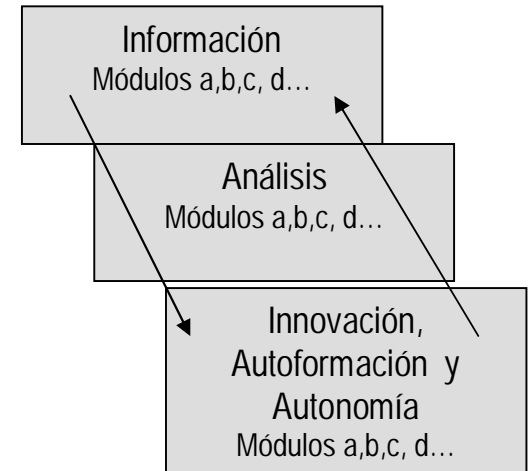 Información
Módulos a,b,c, d…
Análisis
Módulos a,b,c, d…
Innovación,
Autoformación y
Autonomía
Módulos a,b,c, d…